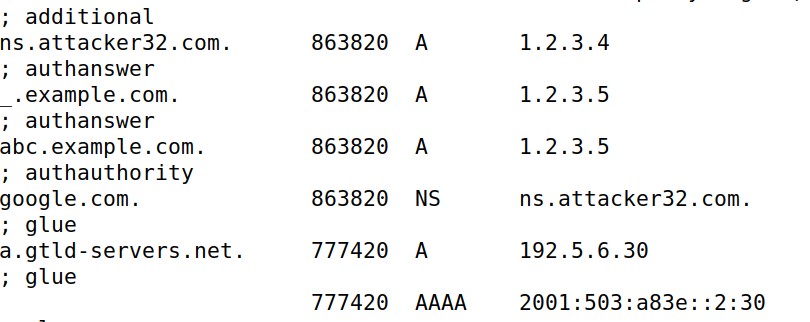 ; additional
ns.attacker32.com. 863820 A 1.2.3.4
; authanswer
_.example.com. 863820 A 1.2.3.5
; authanswer
abc.example.com. 863820 A 1.2.3.5
; authauthority
google.com. 863820 NS ns.attacker32.com.
; glue
a.gtld-servers.net. 777420 A 192.5.6.30
; glue
777420 AAAA 2001:503:a83e::2:30